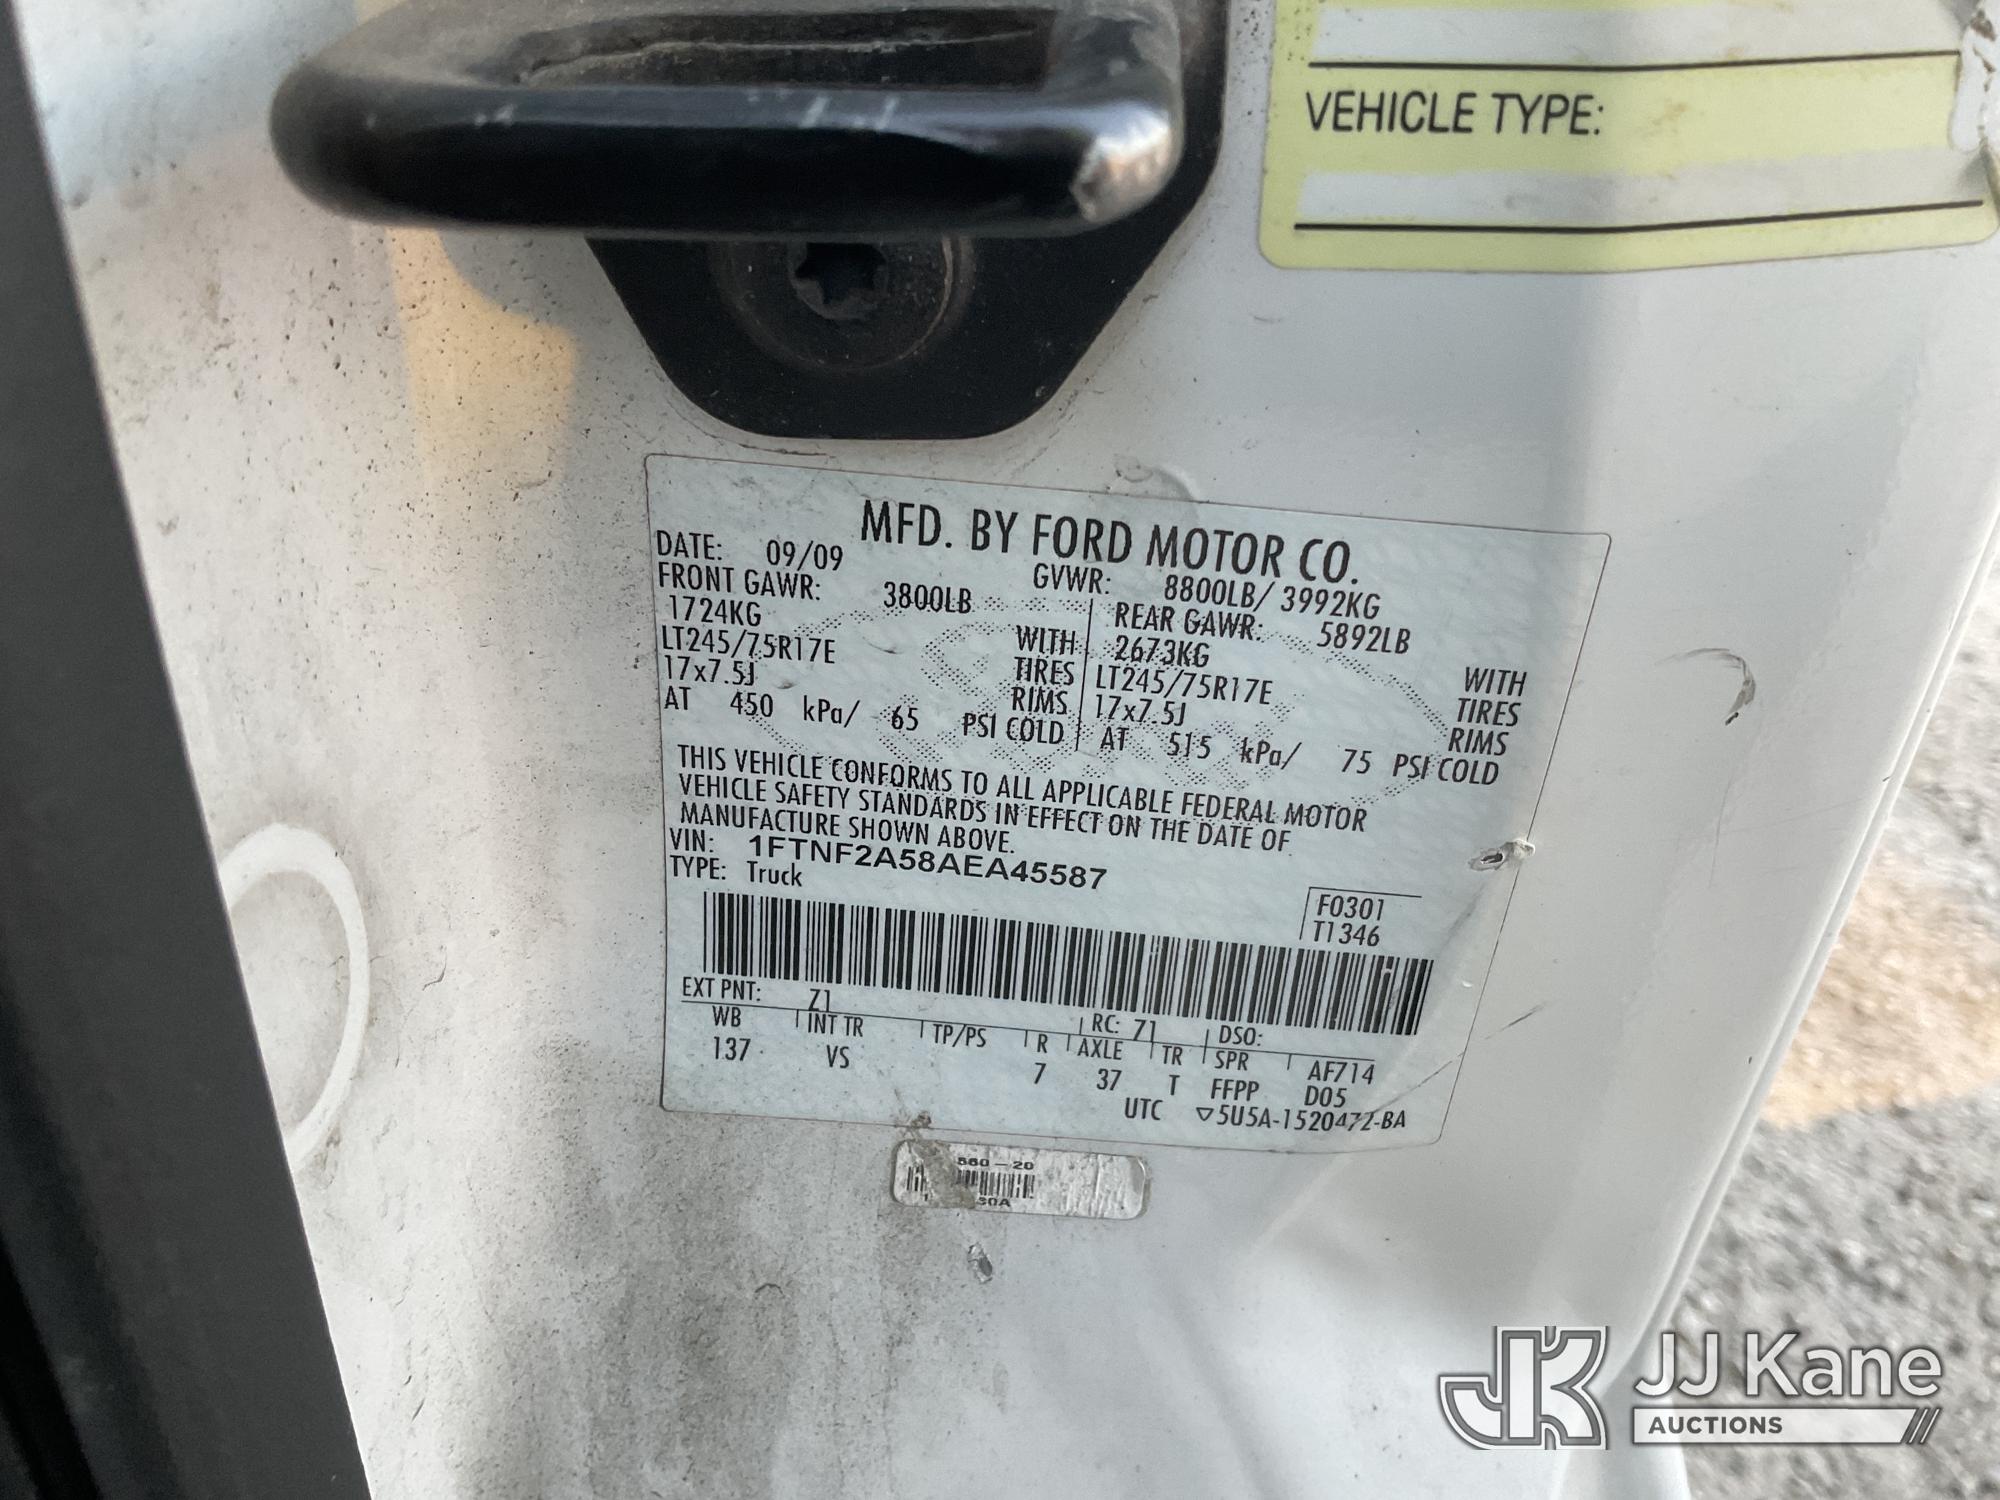 VEHICLE TYPE:
MFD. BY FORD MOTOR CO.
DATE: 09/09 GVWR: 8800LB/ 3992KG
FRONT GAWR: 3800LB REAR GAWR: 5892LB
1724KG WITH 2673KG WITH
LT245/75R17E TIRES LT245/75R17E TIRES
17x7.5J RIMS 17x7.5J RIMS
AT 450 kPa/ 65 PSI COLD AT 515 kPa/ 75 PSI COLD
THIS VEHICLE CONFORMS TO ALL APPLICABLE FEDERAL MOTOR
VEHICLE SAFETY STANDARDS IN EFFECT ON THE DATE OF
MANUFACTURE SHOWN ABOVE.
VIN: 1FTNF2A58AEA45587
TYPE: Truck
F0301
T1346
EXT PNT: Z1 RC: 71 DSO:
WB INT TR TP/PS R AXLE TR SPR AF714
137 VS 7 37 T FFPP D05
UTC ▽5U5A-1520472-BA
JK JJ Kane
AUCTIONS